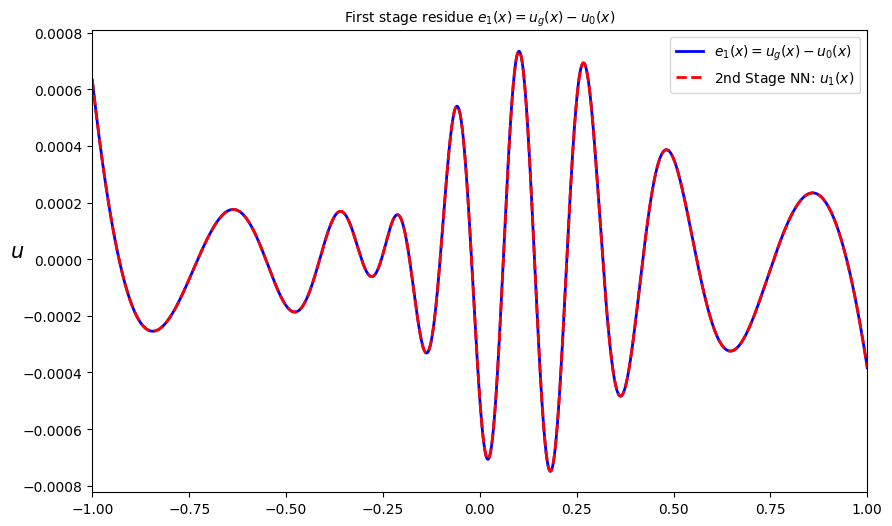 First stage residue e₁(x) = u_g(x) − u₀(x)
0.0008
0.0006
0.0004
0.0002
0.0000
−0.0002
−0.0004
−0.0006
−0.0008
u
e₁(x) = u_g(x) − u₀(x)
2nd Stage NN: u₁(x)
−1.00 −0.75 −0.50 −0.25 0.00 0.25 0.50 0.75 1.00